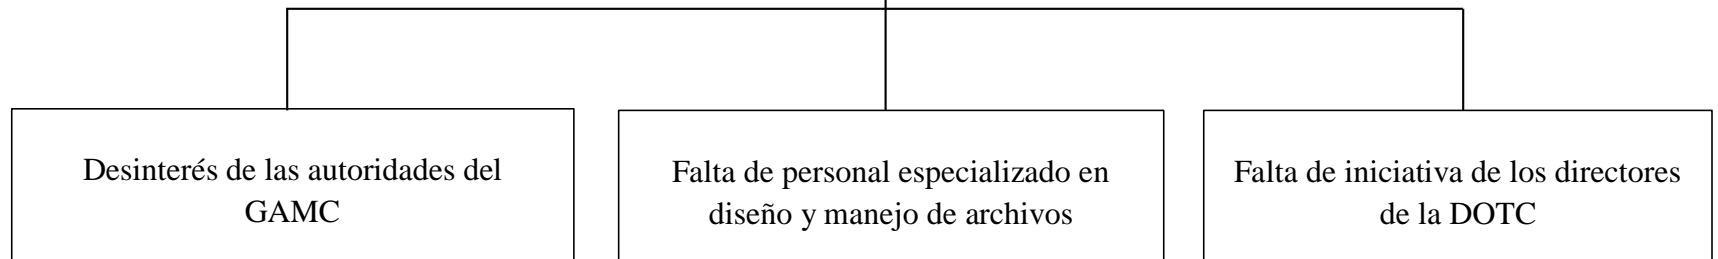 Desinterés de las autoridades del
GAMC
Falta de personal especializado en
diseño y manejo de archivos
Falta de iniciativa de los directores
de la DOTC